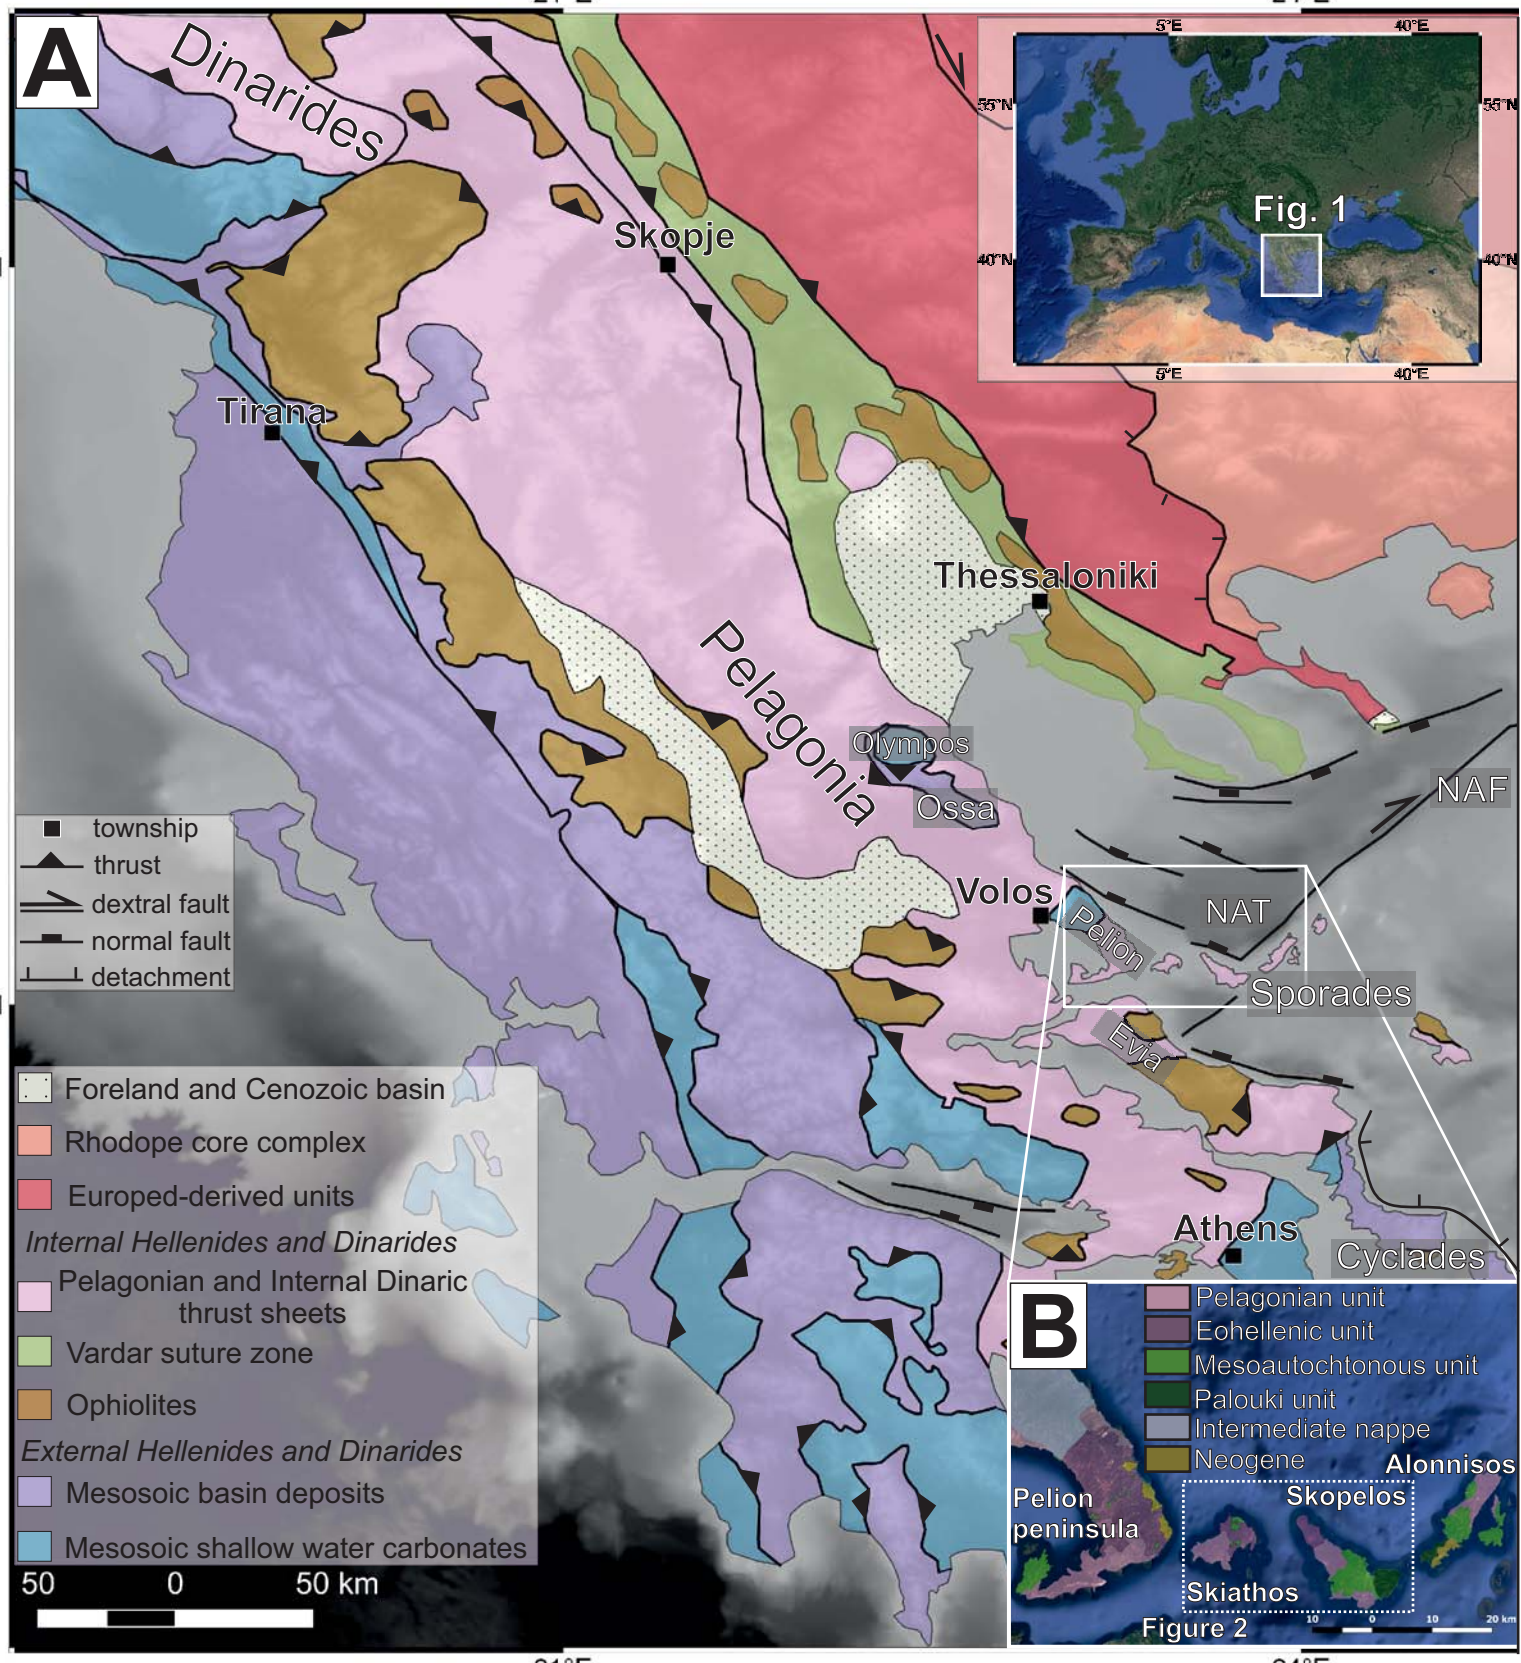 A
Dinarides
5°E
40°E
55°N
55°N
Fig. 1
40°N
40°N
5°E
40°E
Skopje
Tirana
Thessaloniki
Pelagonia
Olympos
Ossa
NAF
township
thrust
dextral fault
normal fault
detachment
Volos
Pelion
NAT
Sporades
Evia
Foreland and Cenozoic basin
Rhodope core complex
Europed-derived units
Internal Hellenides and Dinarides
Pelagonian and Internal Dinaric
thrust sheets
Vardar suture zone
Ophiolites
External Hellenides and Dinarides
Mesosoic basin deposits
Mesosoic shallow water carbonates
50 0 50 km
Athens
Cyclades
B
Pelagonian unit
Eohellenic unit
Mesoautochtonous unit
Palouki unit
Intermediate nappe
Neogene
Alonnisos
Skopelos
Pelion
peninsula
Skiathos
Figure 2
10 0 10 20 km